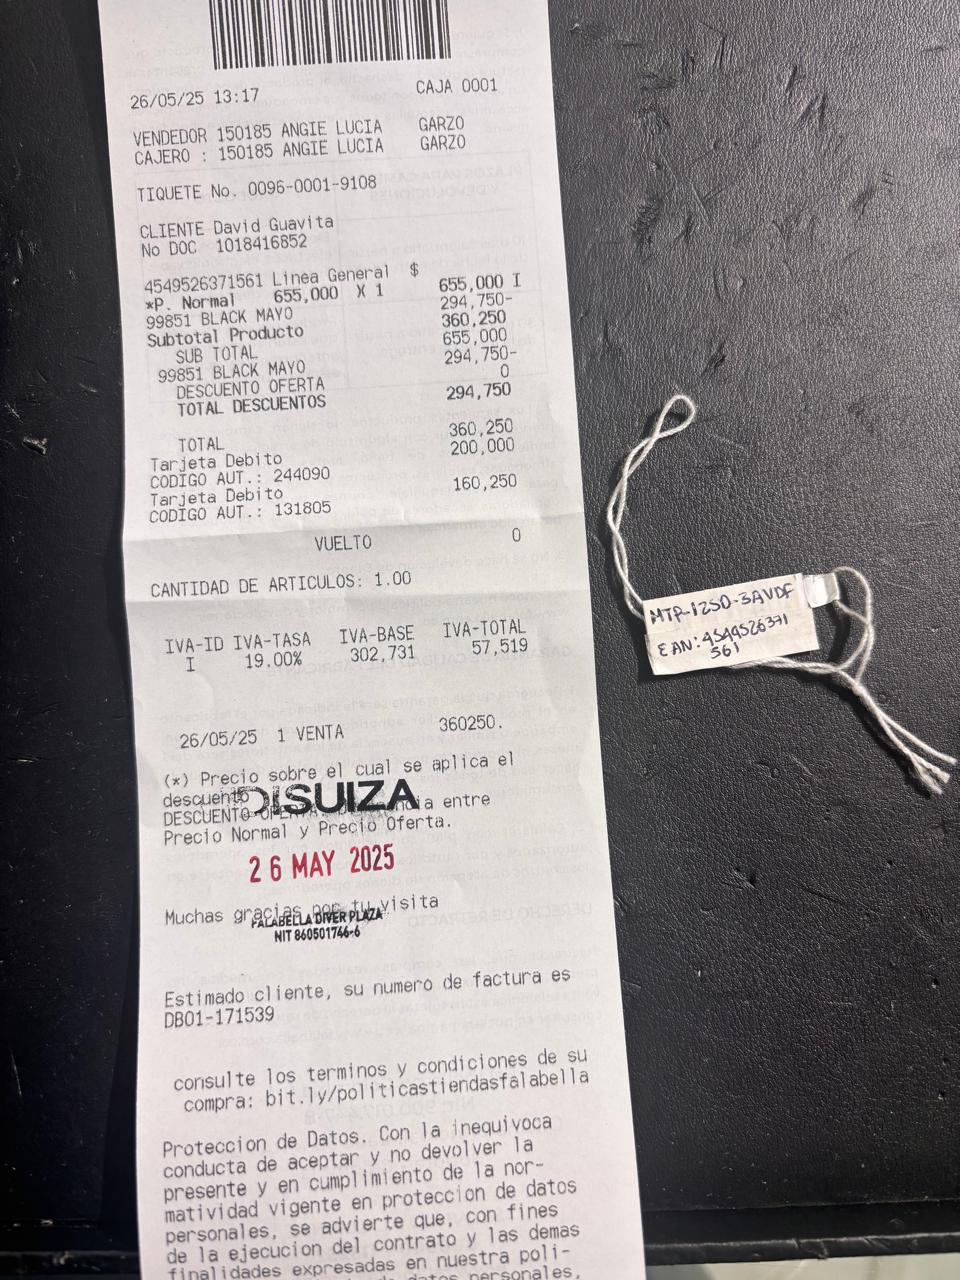 26/05/25 13:17 CAJA 0001
VENDEDOR 150185 ANGIE LUCIA GARZO
CAJERO : 150185 ANGIE LUCIA GARZO
TIQUETE No. 0096-0001-9108
CLIENTE David Guavita
No DOC 1018416852
4549526371561 Linea General $
*P. Normal 655,000 X 1 655,000 I
99851 BLACK MAYO 294,750-
Subtotal Producto 360,250
SUB TOTAL 655,000
99851 BLACK MAYO 294,750-
DESCUENTO OFERTA 0
TOTAL DESCUENTOS 294,750
TOTAL 360,250
Tarjeta Debito 200,000
CODIGO AUT.: 244090
Tarjeta Debito 160,250
CODIGO AUT.: 131805
VUELTO 0
CANTIDAD DE ARTICULOS: 1.00
IVA-ID IVA-TASA IVA-BASE IVA-TOTAL
I 19.00% 302,731 57,519
26/05/25 1 VENTA 360250.
(*) Precio sobre el cual se aplica el
descuento
DISUIZA
DESCUENTO OFERTA: entre
Precio Normal y Precio Oferta.
26 MAY 2025
Muchas gracias por tu visita
FALABELLA DIVER PLAZA
NIT 860501746-6
Estimado cliente, su numero de factura es
DB01-171539
consulte los terminos y condiciones de su
compra: bit.ly/politicastiendasfalabella
Proteccion de Datos. Con la inequivoca
conducta de aceptar y no devolver la
presente y en cumplimiento de la nor-
matividad vigente en proteccion de datos
personales, se advierte que, con fines
de la ejecucion del contrato y las demas
finalidades expresadas en nuestra poli-
datos personales,
MTP-1250-3AVDF
EAN: 4549526371
561